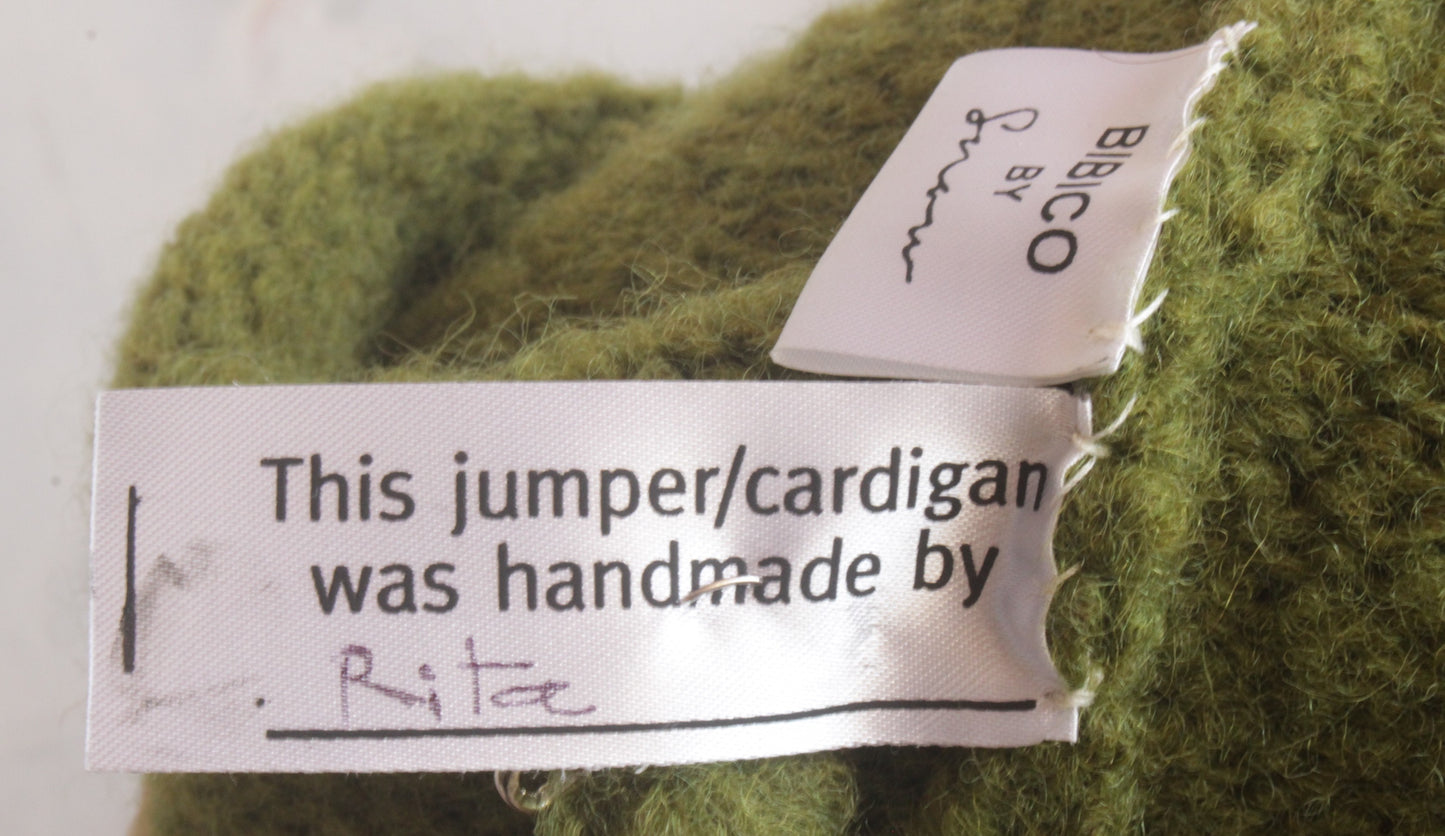 BIBICO
BY
This jumper/cardigan
was handmade by
Rita